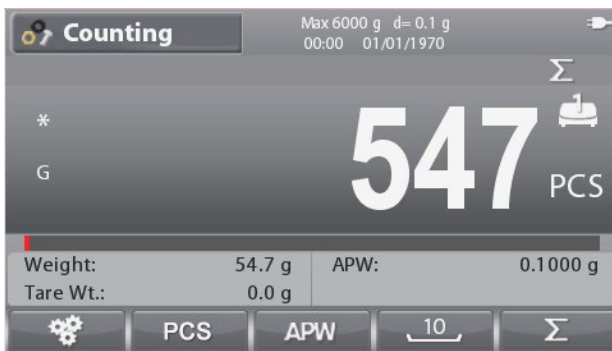 Counting
Max 6000 g d= 0.1 g
00:00 01/01/1970
Σ
1
*
547
G
PCS
Weight: 54.7 g APW: 0.1000 g
Tare Wt.: 0.0 g
PCS APW 10 Σ